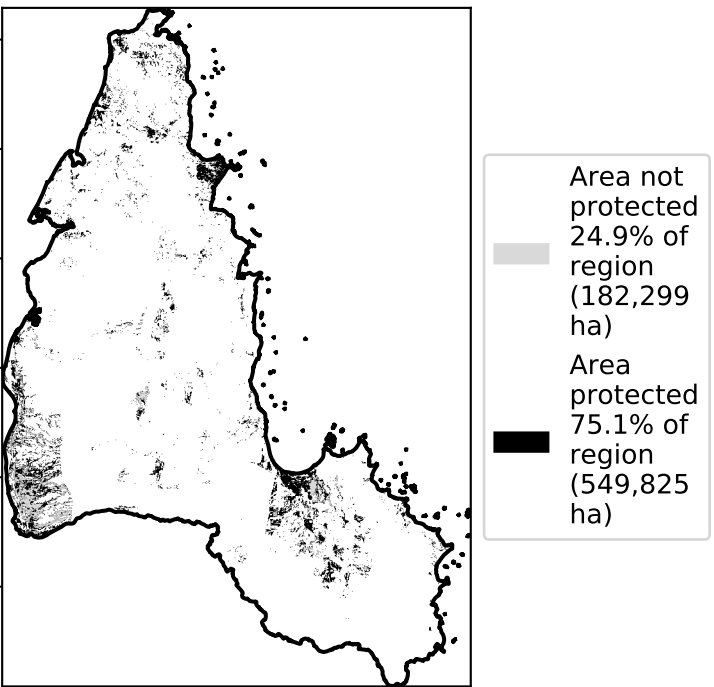 Area not
protected
24.9% of
region
(182,299
ha)
Area
protected
75.1% of
region
(549,825
ha)